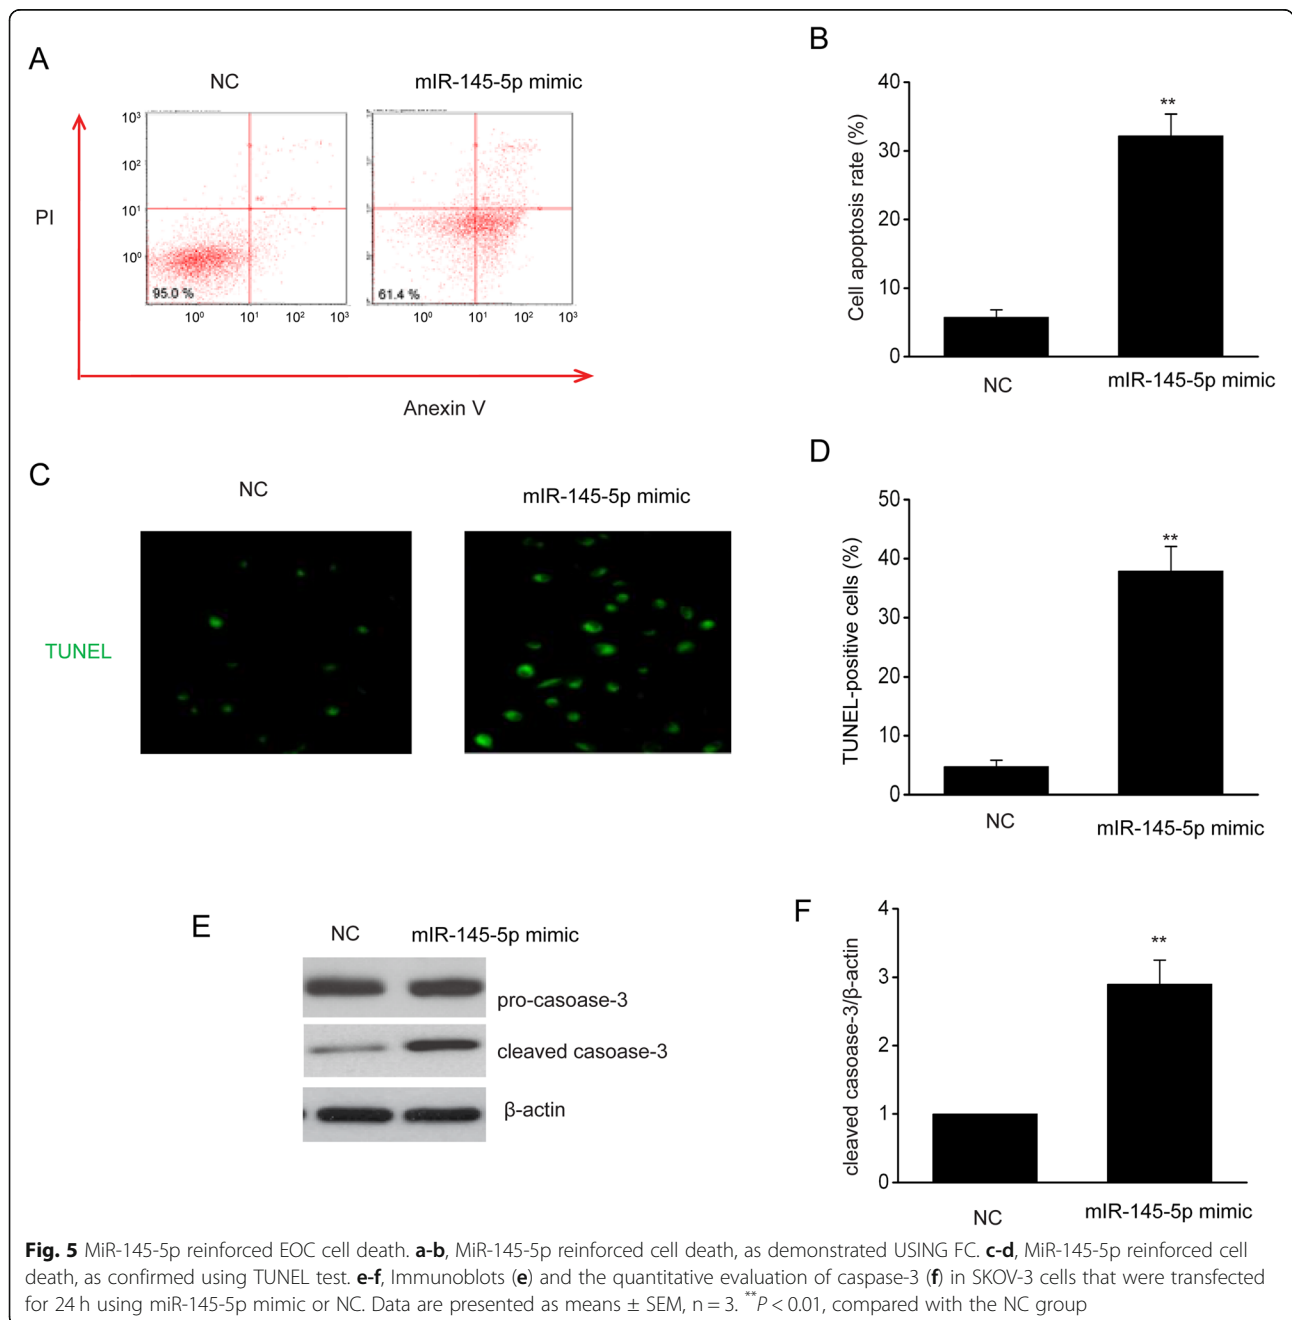 A
NC
mIR-145-5p mimic
10³
10²
10¹
10⁰
PI
95.0 %
61.4 %
10⁰ 10¹ 10² 10³
10⁰ 10¹ 10² 10³
Anexin V
B
Cell apoptosis rate (%)
40
30
20
10
0
**
NC
mIR-145-5p mimic
C
NC
mIR-145-5p mimic
TUNEL
D
TUNEL-positive cells (%)
50
40
30
20
10
0
**
NC
mIR-145-5p mimic
E
NC
mIR-145-5p mimic
pro-casoase-3
cleaved casoase-3
β-actin
F
cleaved casoase-3/β-actin
4
3
2
1
0
**
NC
mIR-145-5p mimic
Fig. 5 MiR-145-5p reinforced EOC cell death. a-b, MiR-145-5p reinforced cell death, as demonstrated USING FC. c-d, MiR-145-5p reinforced cell
death, as confirmed using TUNEL test. e-f, Immunoblots (e) and the quantitative evaluation of caspase-3 (f) in SKOV-3 cells that were transfected
for 24 h using miR-145-5p mimic or NC. Data are presented as means ± SEM, n = 3. **P < 0.01, compared with the NC group